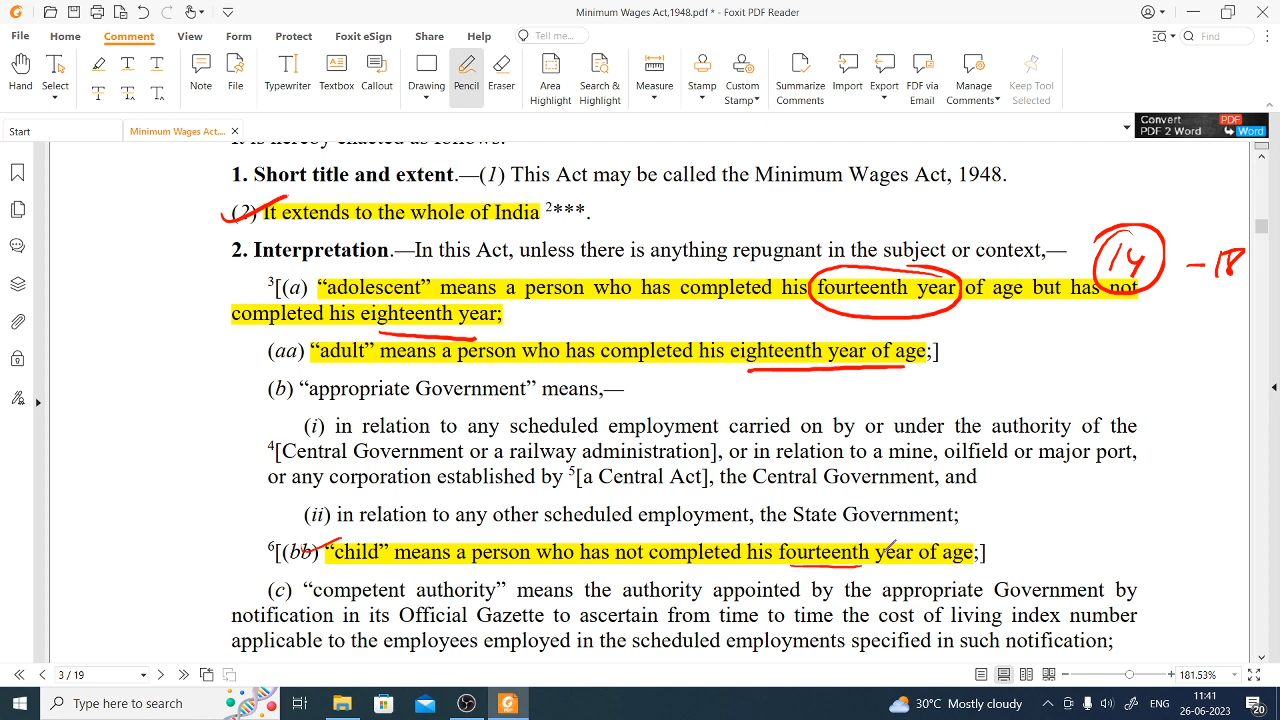 Minimum Wages Act,1948.pdf * - Foxit PDF Reader
File Home Comment View Form Protect Foxit eSign Share Help Tell me... Find
Hand Select Note File Typewriter Textbox Callout Drawing Pencil Eraser Area Highlight Search & Highlight Measure Stamp Custom Stamp Summarize Comments Import Export FDF via Email Manage Comments Keep Tool Selected
Start Minimum Wages Act,... Convert PDF 2 Word PDF Word
It is hereby enacted as follows:
1. Short title and extent.—(1) This Act may be called the Minimum Wages Act, 1948.
(2) It extends to the whole of India 2***.
2. Interpretation.—In this Act, unless there is anything repugnant in the subject or context,—
14 - 18
3[(a) “adolescent” means a person who has completed his fourteenth year of age but has not
completed his eighteenth year;
(aa) “adult” means a person who has completed his eighteenth year of age;]
(b) “appropriate Government” means,—
(i) in relation to any scheduled employment carried on by or under the authority of the
4[Central Government or a railway administration], or in relation to a mine, oilfield or major port,
or any corporation established by 5[a Central Act], the Central Government, and
(ii) in relation to any other scheduled employment, the State Government;
6[(bb) “child” means a person who has not completed his fourteenth year of age;]
(c) “competent authority” means the authority appointed by the appropriate Government by
notification in its Official Gazette to ascertain from time to time the cost of living index number
applicable to the employees employed in the scheduled employments specified in such notification;
3 / 19 181.53%
Type here to search 30°C Mostly cloudy ENG 11:41
26-06-2023 20